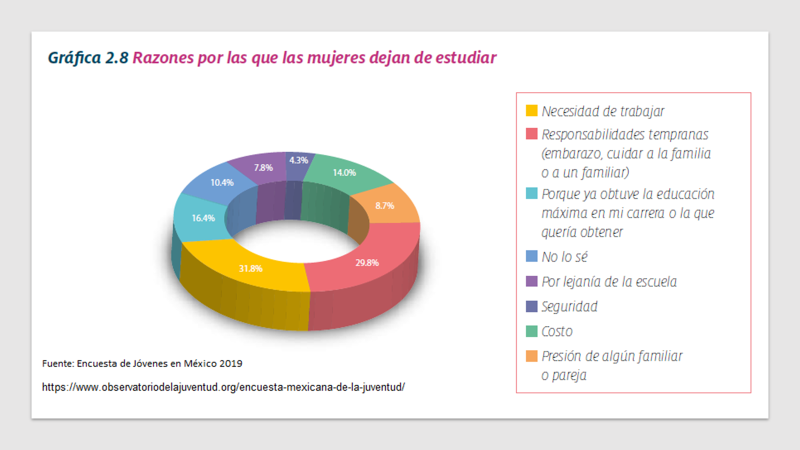 Gráfica 2.8 Razones por las que las mujeres dejan de estudiar
4.3%
7.8%
14.0%
10.4%
8.7%
16.4%
29.8%
31.8%
Necesidad de trabajar
Responsabilidades tempranas
(embarazo, cuidar a la familia
o a un familiar)
Porque ya obtuve la educación
máxima en mi carrera o la que
quería obtener
No lo sé
Por lejanía de la escuela
Seguridad
Costo
Presión de algún familiar
o pareja
Fuente: Encuesta de Jóvenes en México 2019
https://www.observatoriodelajuventud.org/encuesta-mexicana-de-la-juventud/